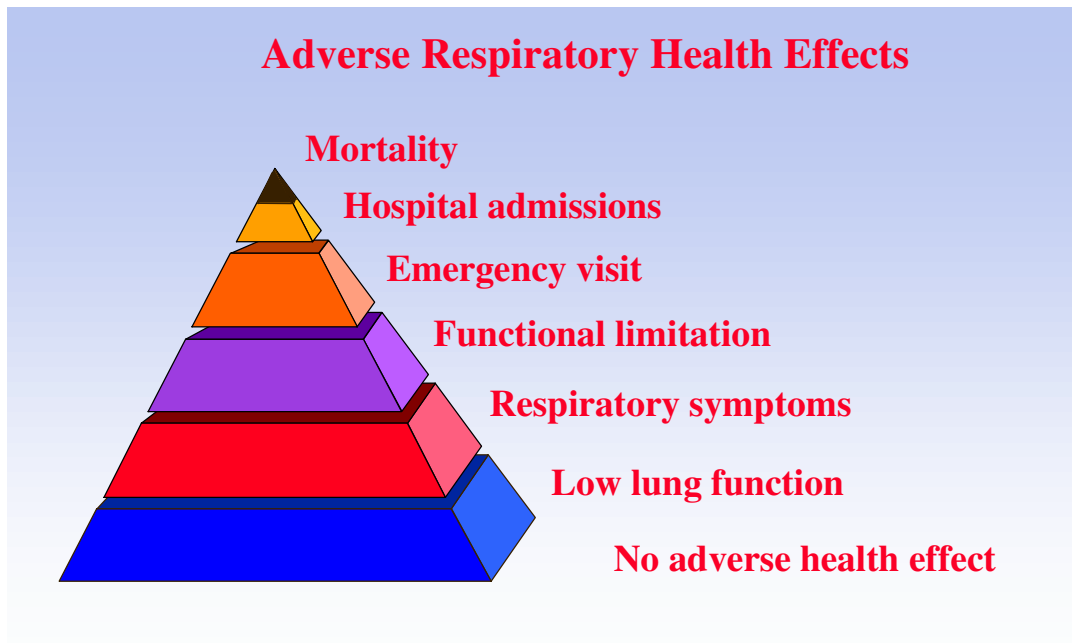 Adverse Respiratory Health Effects
Mortality
Hospital admissions
Emergency visit
Functional limitation
Respiratory symptoms
Low lung function
No adverse health effect